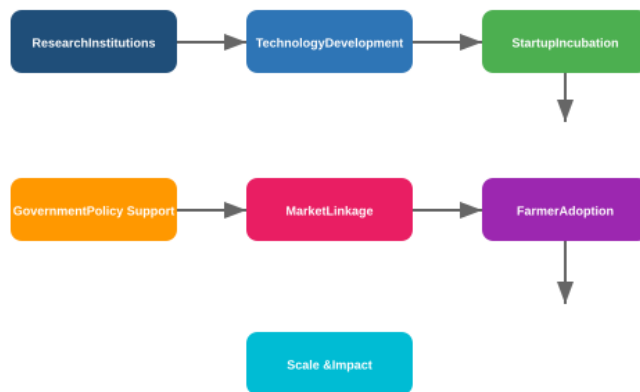 ResearchInstitutions
TechnologyDevelopment
StartupIncubation
GovernmentPolicy Support
MarketLinkage
FarmerAdoption
Scale &Impact